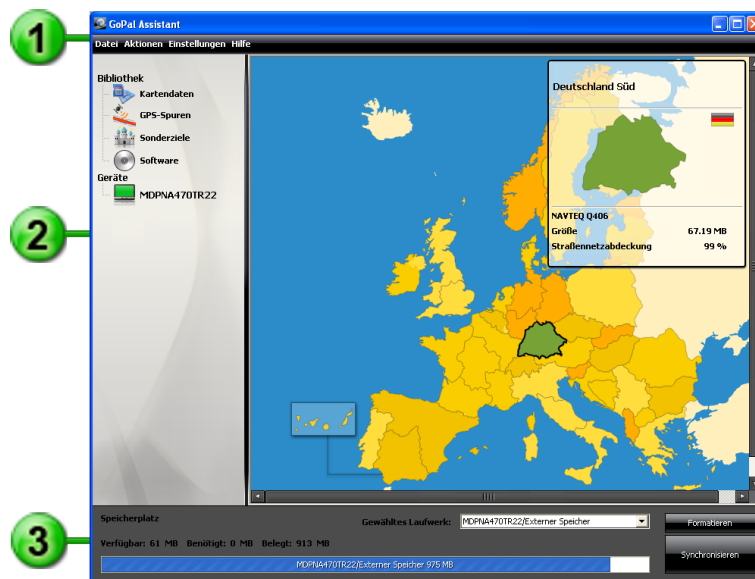 GoPal Assistant
1
Datei Aktionen Einstellungen Hilfe
Bibliothek
Kartendaten
GPS-Spuren
Sonderziele
Software
Geräte
MDPNA470TR22
2
Deutschland Süd
NAVTEQ Q406
Größe 67.19 MB
Straßennetzabdeckung 99 %
3
Speicherplatz
Gewähltes Laufwerk: MDPNA470TR22/Externer Speicher
Formatieren
Verfügbar: 61 MB Benötigt: 0 MB Belegt: 913 MB
Synchronisieren
MDPNA470TR22/Externer Speicher 975 MB